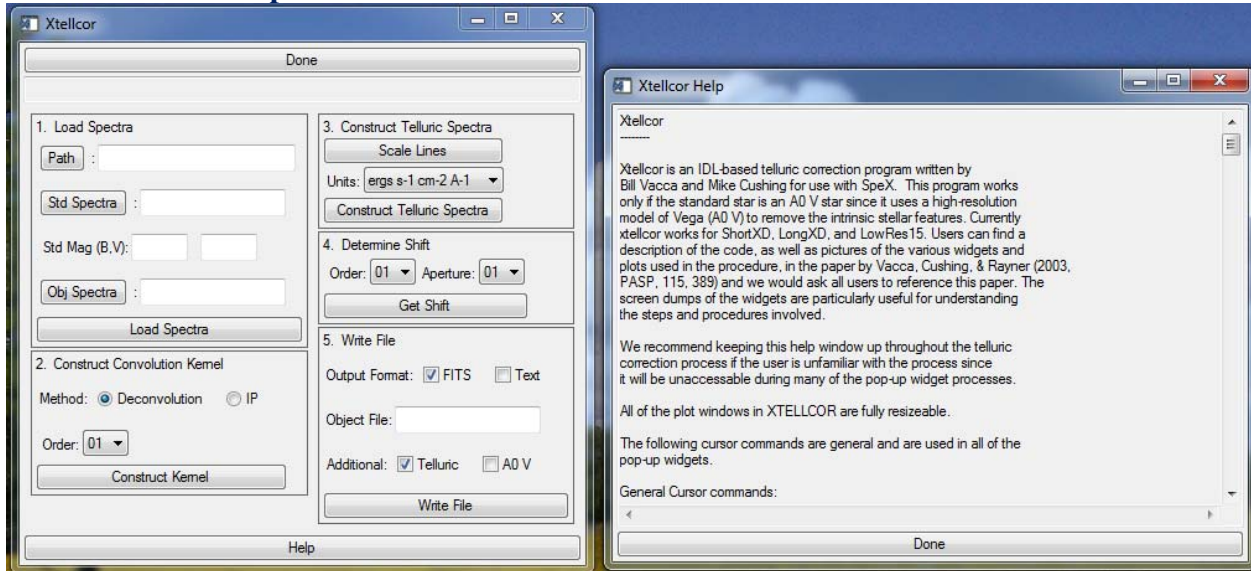 Xtellcor
Done
1. Load Spectra
Path :
Std Spectra :
Std Mag (B,V):
Obj Spectra :
Load Spectra
2. Construct Convolution Kernel
Method: Deconvolution IP
Order: 01
Construct Kernel
3. Construct Telluric Spectra
Scale Lines
Units: ergs s-1 cm-2 A-1
Construct Telluric Spectra
4. Determine Shift
Order: 01 Aperture: 01
Get Shift
5. Write File
Output Format: FITS Text
Object File:
Additional: Telluric A0 V
Write File
Help
Xtellcor Help
Xtellcor
--------
Xtellcor is an IDL-based telluric correction program written by
Bill Vacca and Mike Cushing for use with SpeX. This program works
only if the standard star is an A0 V star since it uses a high-resolution
model of Vega (A0 V) to remove the intrinsic stellar features. Currently
xtellcor works for ShortXD, LongXD, and LowRes15. Users can find a
description of the code, as well as pictures of the various widgets and
plots used in the procedure, in the paper by Vacca, Cushing, & Rayner (2003,
PASP, 115, 389) and we would ask all users to reference this paper. The
screen dumps of the widgets are particularly useful for understanding
the steps and procedures involved.
We recommend keeping this help window up throughout the telluric
correction process if the user is unfamiliar with the process since
it will be unaccessable during many of the pop-up widget processes.
All of the plot windows in XTELLCOR are fully resizeable.
The following cursor commands are general and are used in all of the
pop-up widgets.
General Cursor commands:
Done